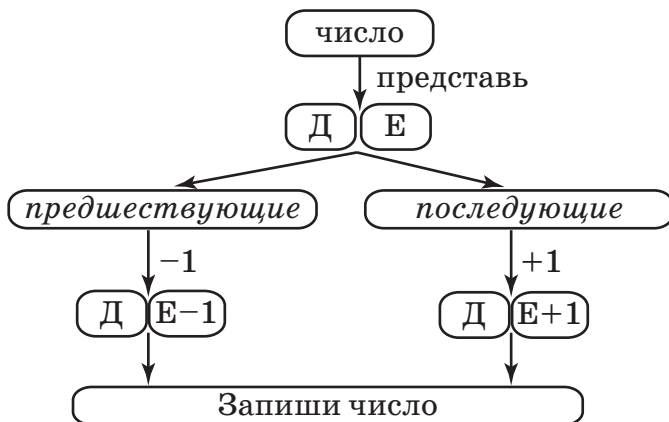 число
представь
Д Е
предшествующие последующие
−1 +1
Д Е−1 Д Е+1
Запиши число